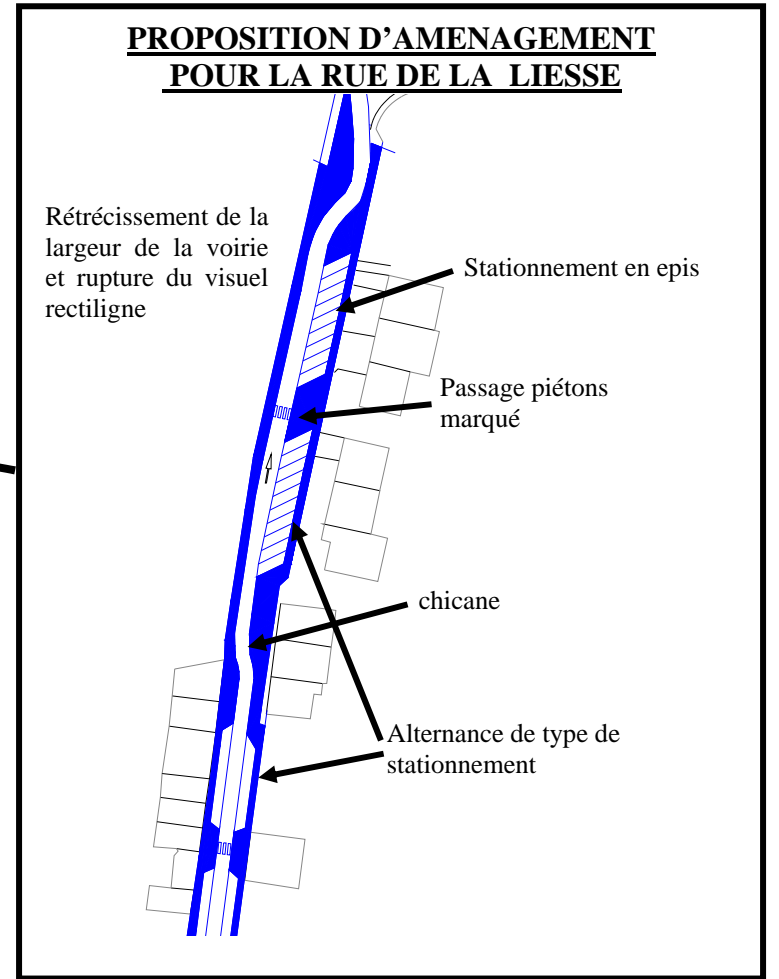 PROPOSITION D’AMENAGEMENT
POUR LA RUE DE LA LIESSE
Rétrécissement de la
largeur de la voirie
et rupture du visuel
rectiligne
Stationnement en epis
Passage piétons
marqué
chicane
Alternance de type de
stationnement